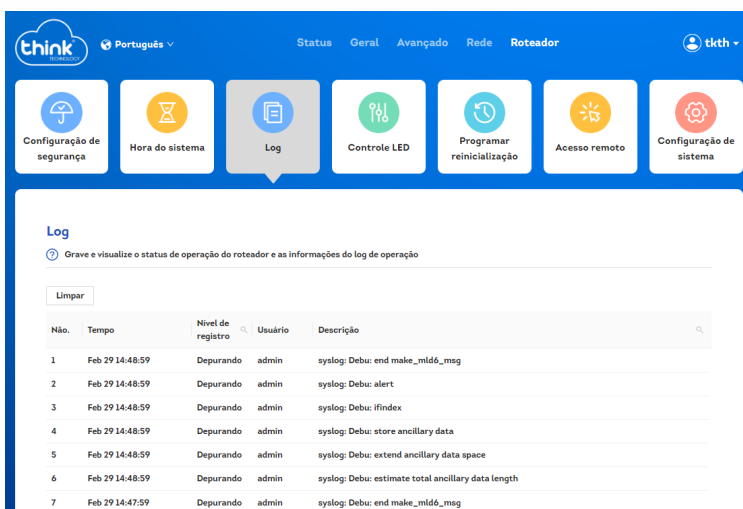 think
TECHNOLOGY
Português
Status Geral Avançado Rede Roteador
tkth
Configuração de
segurança
Hora do sistema
Log
Controle LED
Programar
reinicialização
Acesso remoto
Configuração de
sistema
Log
Grave e visualize o status de operação do roteador e as informações do log de operação
Limpar
Não. Tempo Nível de registro Usuário Descrição
1 Feb 29 14:48:59 Depurando admin syslog: Debu: end make_mld6_msg
2 Feb 29 14:48:59 Depurando admin syslog: Debu: alert
3 Feb 29 14:48:59 Depurando admin syslog: Debu: ifindex
4 Feb 29 14:48:59 Depurando admin syslog: Debu: store ancillary data
5 Feb 29 14:48:59 Depurando admin syslog: Debu: extend ancillary data space
6 Feb 29 14:48:59 Depurando admin syslog: Debu: estimate total ancillary data length
7 Feb 29 14:47:59 Depurando admin syslog: Debu: end make_mld6_msg